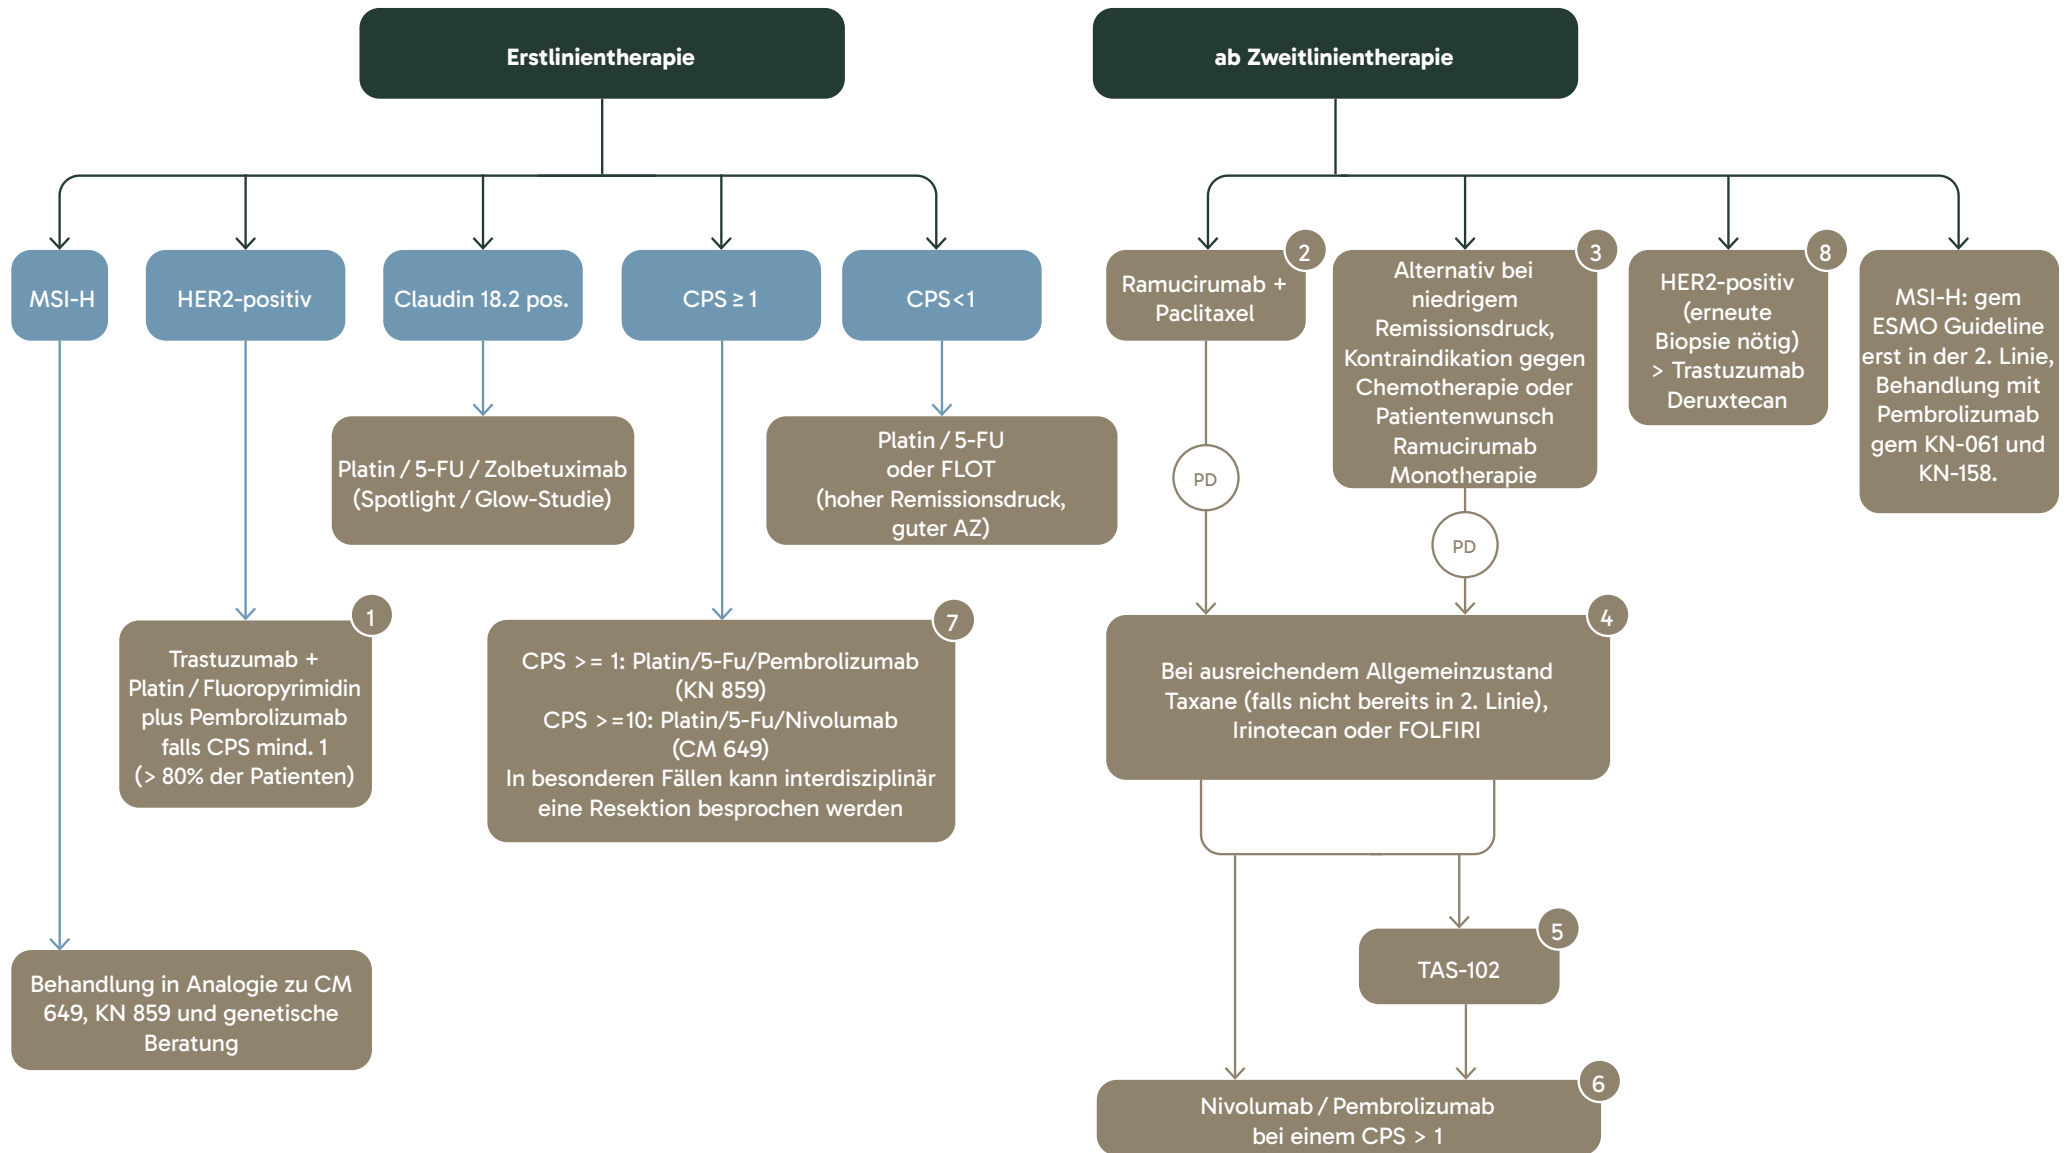 Erstlinientherapie
ab Zweitlinientherapie
MSI-H
HER2-positiv
Claudin 18.2 pos.
CPS ≥ 1
CPS<1
Platin / 5-FU / Zolbetuximab
(Spotlight / Glow-Studie)
Platin / 5-FU
oder FLOT
(hoher Remissionsdruck,
guter AZ)
1
Trastuzumab +
Platin / Fluoropyrimidin
plus Pembrolizumab
falls CPS mind. 1
(> 80% der Patienten)
7
CPS >= 1: Platin/5-Fu/Pembrolizumab
(KN 859)
CPS >=10: Platin/5-Fu/Nivolumab
(CM 649)
In besonderen Fällen kann interdisziplinär
eine Resektion besprochen werden
Behandlung in Analogie zu CM
649, KN 859 und genetische
Beratung
2
Ramucirumab +
Paclitaxel
3
Alternativ bei
niedrigem
Remissionsdruck,
Kontraindikation gegen
Chemotherapie oder
Patientenwunsch
Ramucirumab
Monotherapie
8
HER2-positiv
(erneute
Biopsie nötig)
> Trastuzumab
Deruxtecan
MSI-H: gem
ESMO Guideline
erst in der 2. Linie,
Behandlung mit
Pembrolizumab
gem KN-061 und
KN-158.
PD
PD
4
Bei ausreichendem Allgemeinzustand
Taxane (falls nicht bereits in 2. Linie),
Irinotecan oder FOLFIRI
5
TAS-102
6
Nivolumab / Pembrolizumab
bei einem CPS > 1